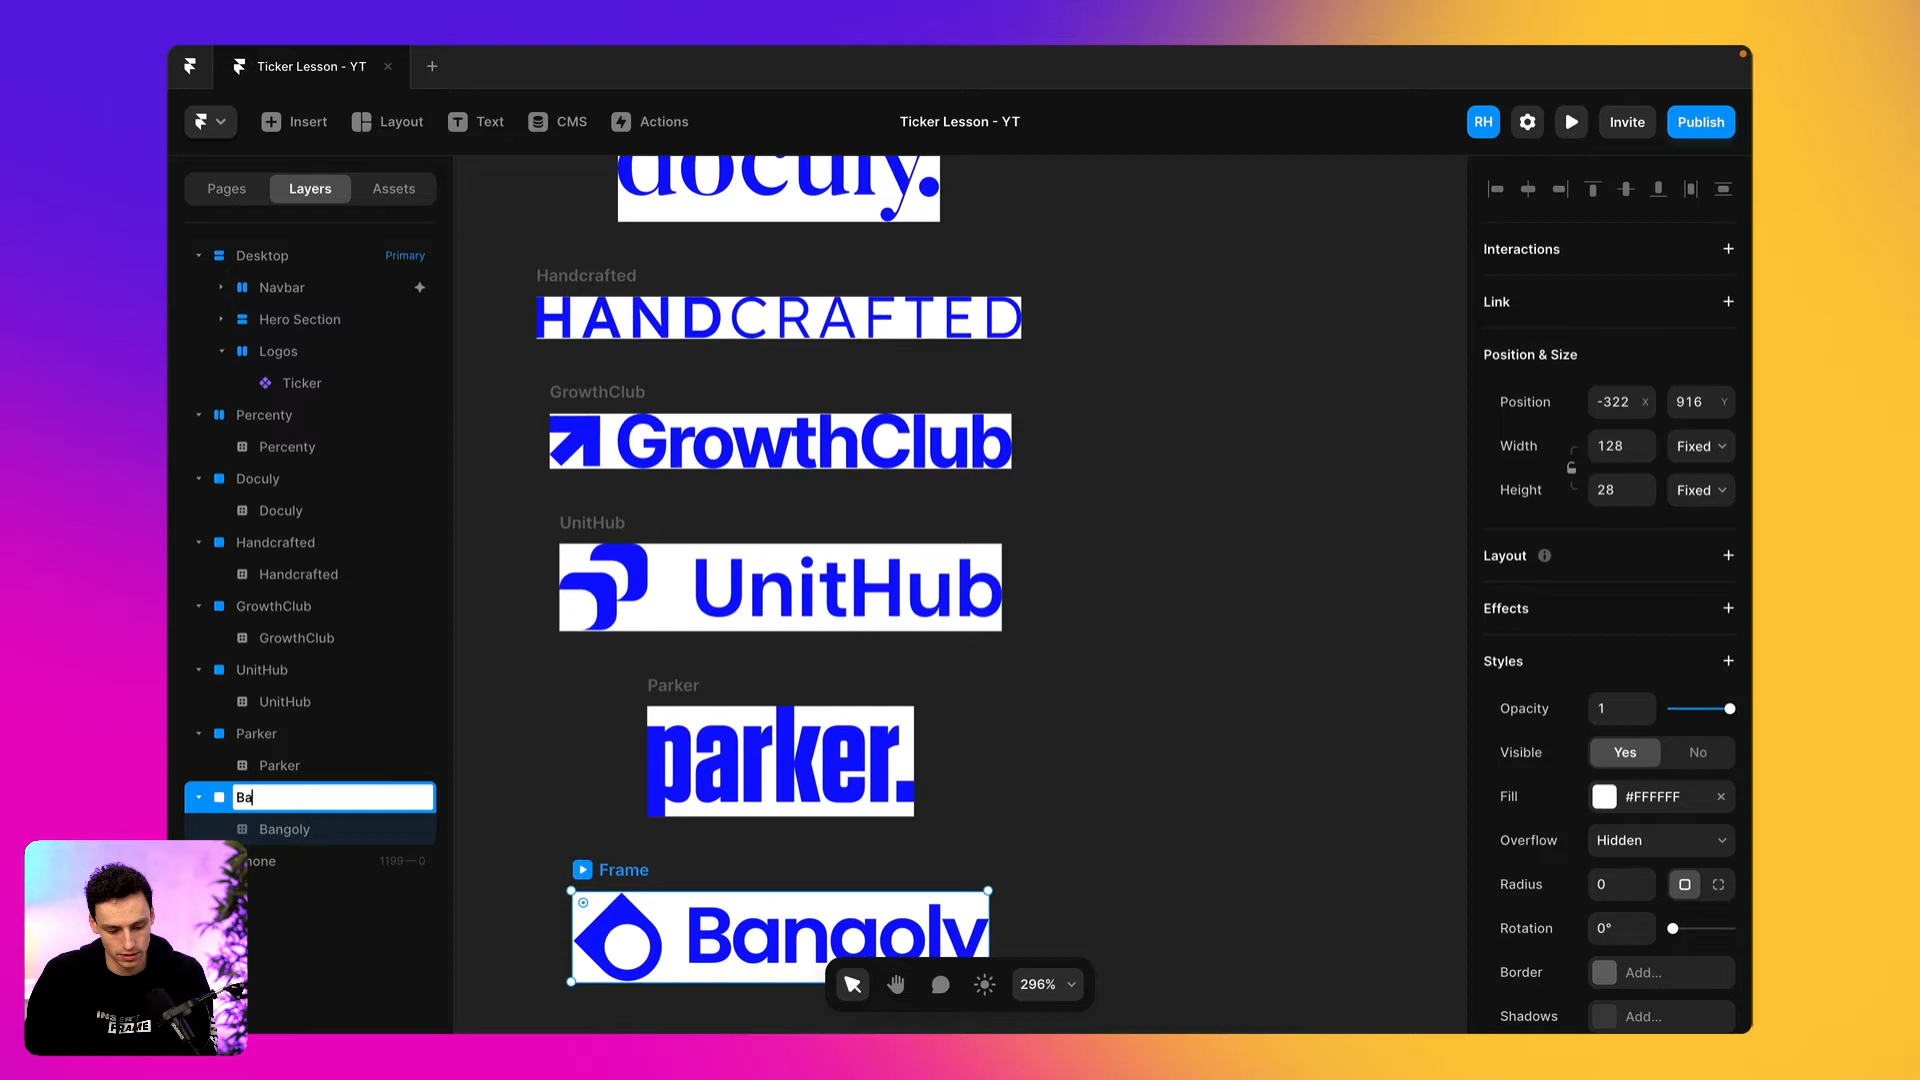 Ticker Lesson - YT
Insert
Layout
Text
CMS
Actions
Ticker Lesson - YT
RH
Invite
Publish
Pages
Layers
Assets
Desktop
Primary
Navbar
Hero Section
Logos
Ticker
Percenty
Percenty
Doculy
Doculy
Handcrafted
Handcrafted
GrowthClub
GrowthClub
UnitHub
UnitHub
Parker
Parker
Ba
Bangoly
hone
1199—0
doculy.
Handcrafted
HANDCRAFTED
GrowthClub
GrowthClub
UnitHub
UnitHub
Parker
parker.
Frame
Bangoly
296%
Interactions
Link
Position & Size
Position
-322 X
916 Y
Width
128
Fixed
Height
28
Fixed
Layout
Effects
Styles
Opacity
1
Visible
Yes
No
Fill
#FFFFFF
Overflow
Hidden
Radius
0
Rotation
0°
Border
Add...
Shadows
Add...
FRAME